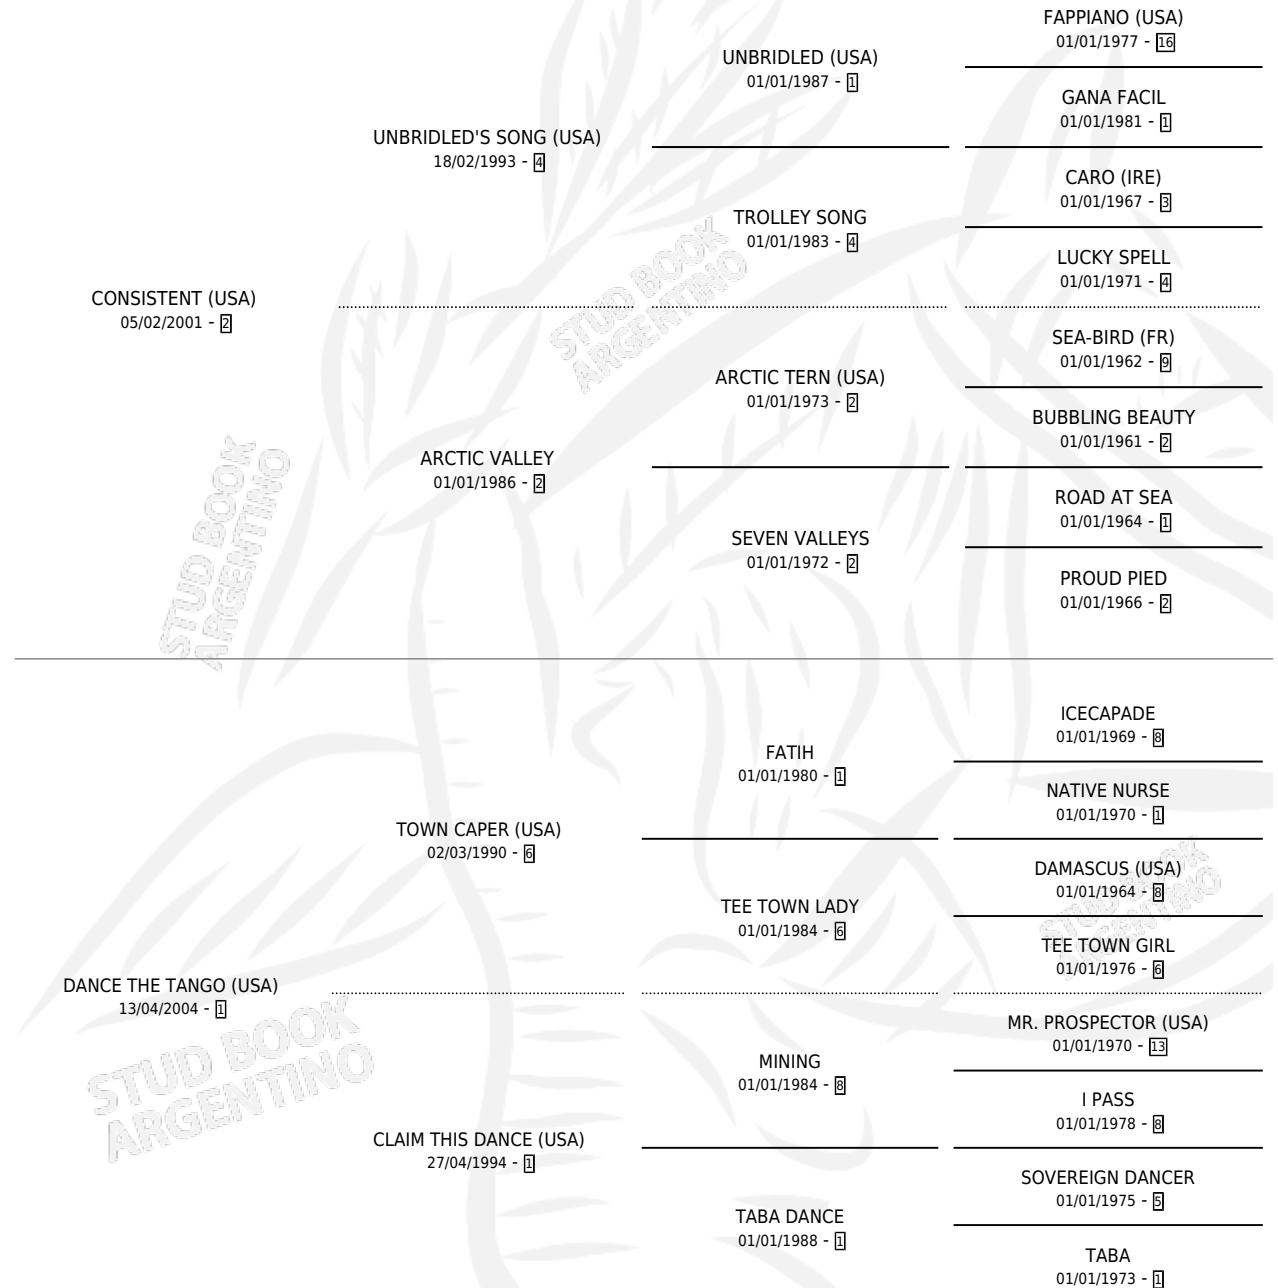 FAPPIANO (USA)
01/01/1977 - 16
UNBRIDLED (USA)
01/01/1987 - 1
GANA FACIL
01/01/1981 - 1
UNBRIDLED'S SONG (USA)
18/02/1993 - 4
CARO (IRE)
01/01/1967 - 3
TROLLEY SONG
01/01/1983 - 4
LUCKY SPELL
01/01/1971 - 4
CONSISTENT (USA)
05/02/2001 - 2
SEA-BIRD (FR)
01/01/1962 - 9
ARCTIC TERN (USA)
01/01/1973 - 2
BUBBLING BEAUTY
01/01/1961 - 2
ARCTIC VALLEY
01/01/1986 - 2
ROAD AT SEA
01/01/1964 - 1
SEVEN VALLEYS
01/01/1972 - 2
PROUD PIED
01/01/1966 - 2
ICECAPADE
01/01/1969 - 8
FATIH
01/01/1980 - 1
NATIVE NURSE
01/01/1970 - 1
TOWN CAPER (USA)
02/03/1990 - 6
DAMASCUS (USA)
01/01/1964 - 8
TEE TOWN LADY
01/01/1984 - 6
TEE TOWN GIRL
01/01/1976 - 6
DANCE THE TANGO (USA)
13/04/2004 - 1
MR. PROSPECTOR (USA)
01/01/1970 - 13
MINING
01/01/1984 - 8
I PASS
01/01/1978 - 8
CLAIM THIS DANCE (USA)
27/04/1994 - 1
SOVEREIGN DANCER
01/01/1975 - 5
TABA DANCE
01/01/1988 - 1
TABA
01/01/1973 - 1
STUD BOOK
ARGENTINO
STUD BOOK
ARGENTINO
STUD BOOK
ARGENTINO
STUD BOOK
ARGENTINO